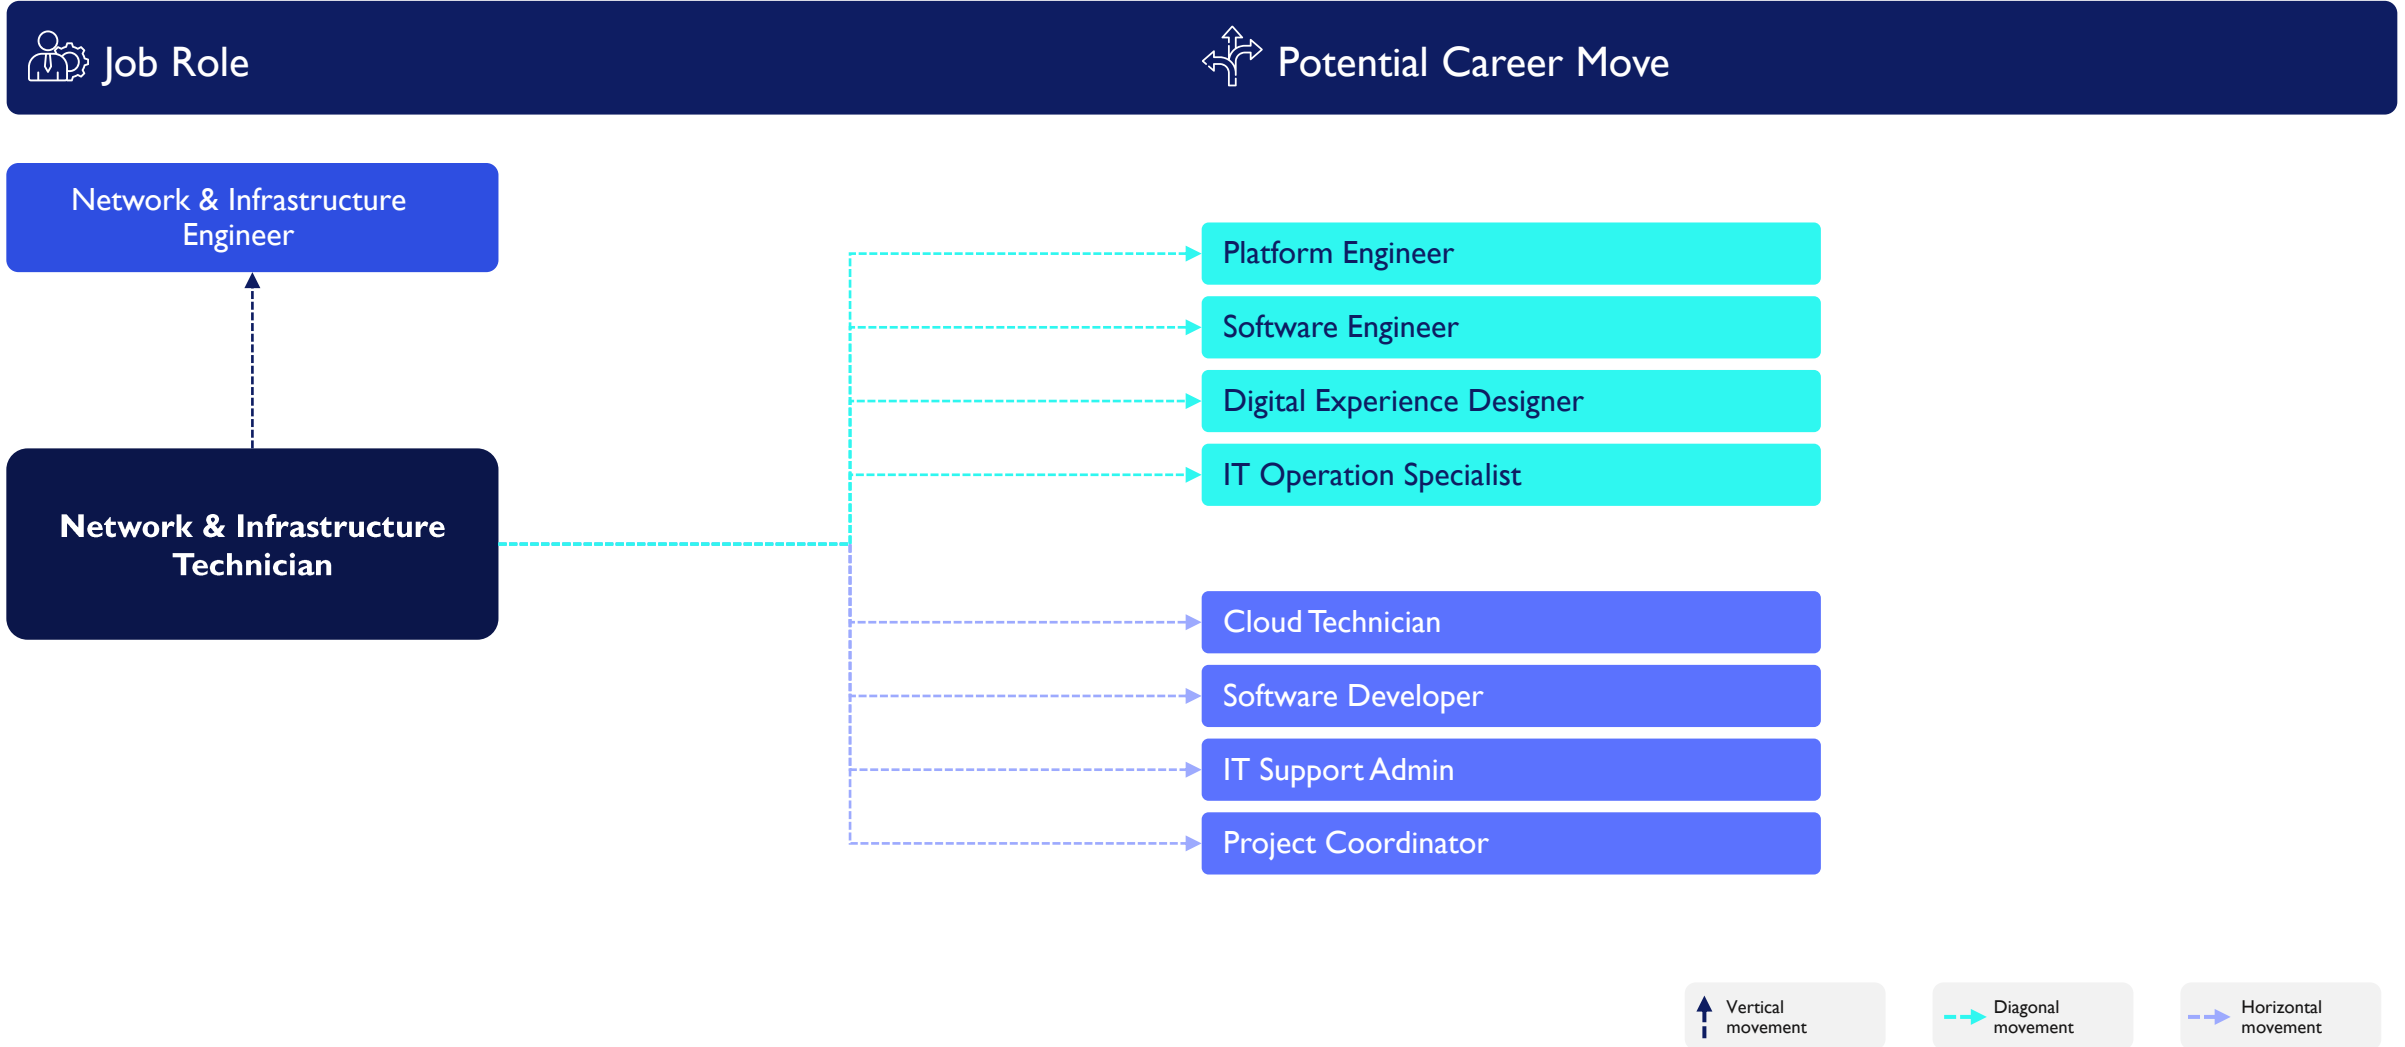 Job Role
Potential Career Move
Network & Infrastructure
Engineer
Network & Infrastructure
Technician
Platform Engineer
Software Engineer
Digital Experience Designer
IT Operation Specialist
Cloud Technician
Software Developer
IT Support Admin
Project Coordinator
Vertical
movement
Diagonal
movement
Horizontal
movement